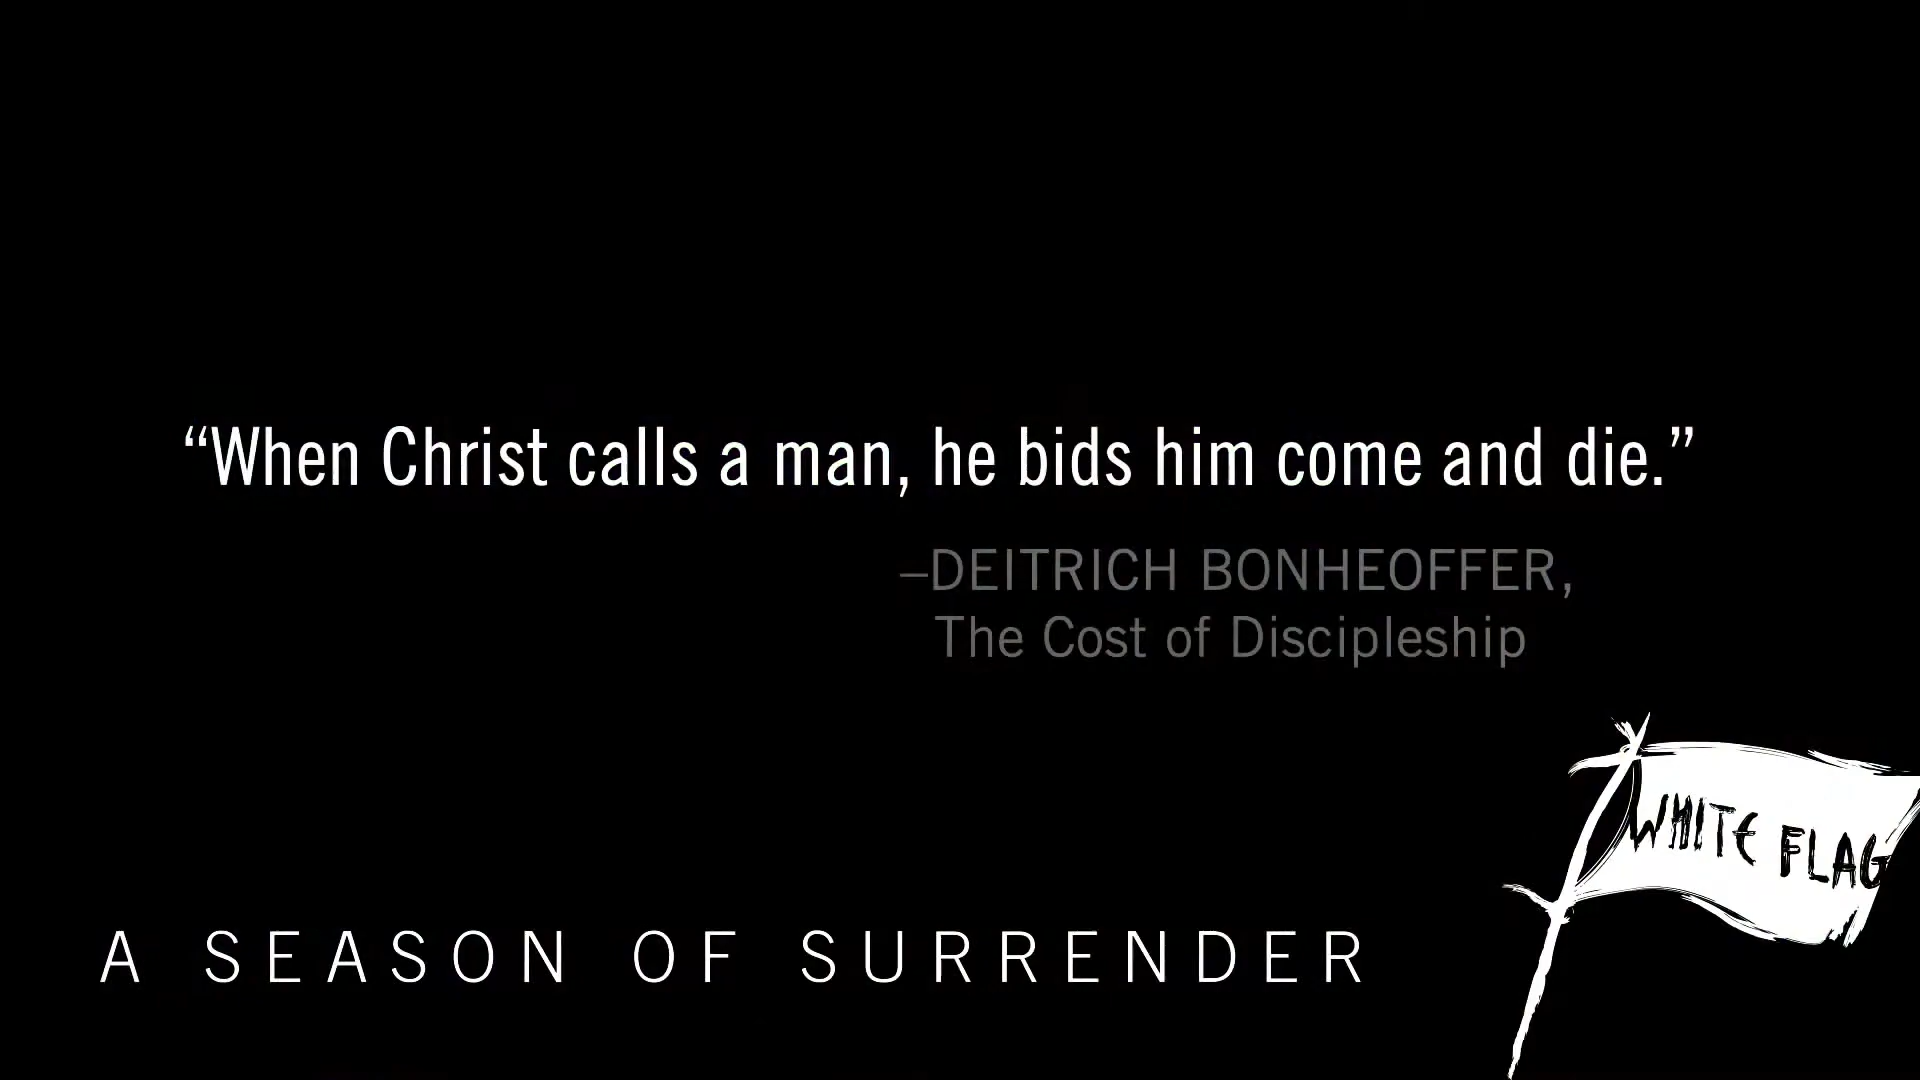 “When Christ calls a man, he bids him come and die.”
–DEITRICH BONHEOFFER,
The Cost of Discipleship
WHITE FLAG
A SEASON OF SURRENDER